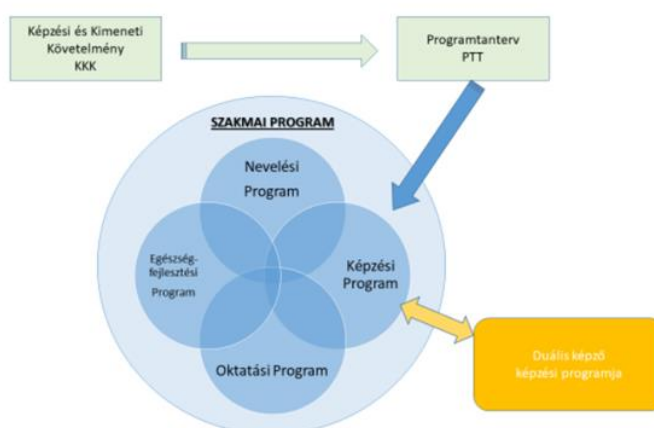 Képzési és Kimeneti
Követelmény
KKK
Programtanterv
PTT
SZAKMAI PROGRAM
Nevelési
Program
Egészség-
fejlesztési
Program
Képzési
Program
Oktatási Program
Duális képző
képzési programja